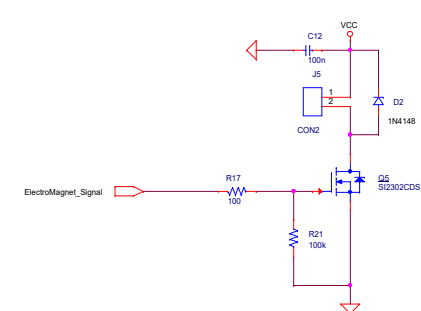 VCC
C12
100n
J5
1
2
CON2
D2
1N4148
Q5
SI2302CDS
ElectroMagnet_Signal
R17
100
R21
100k